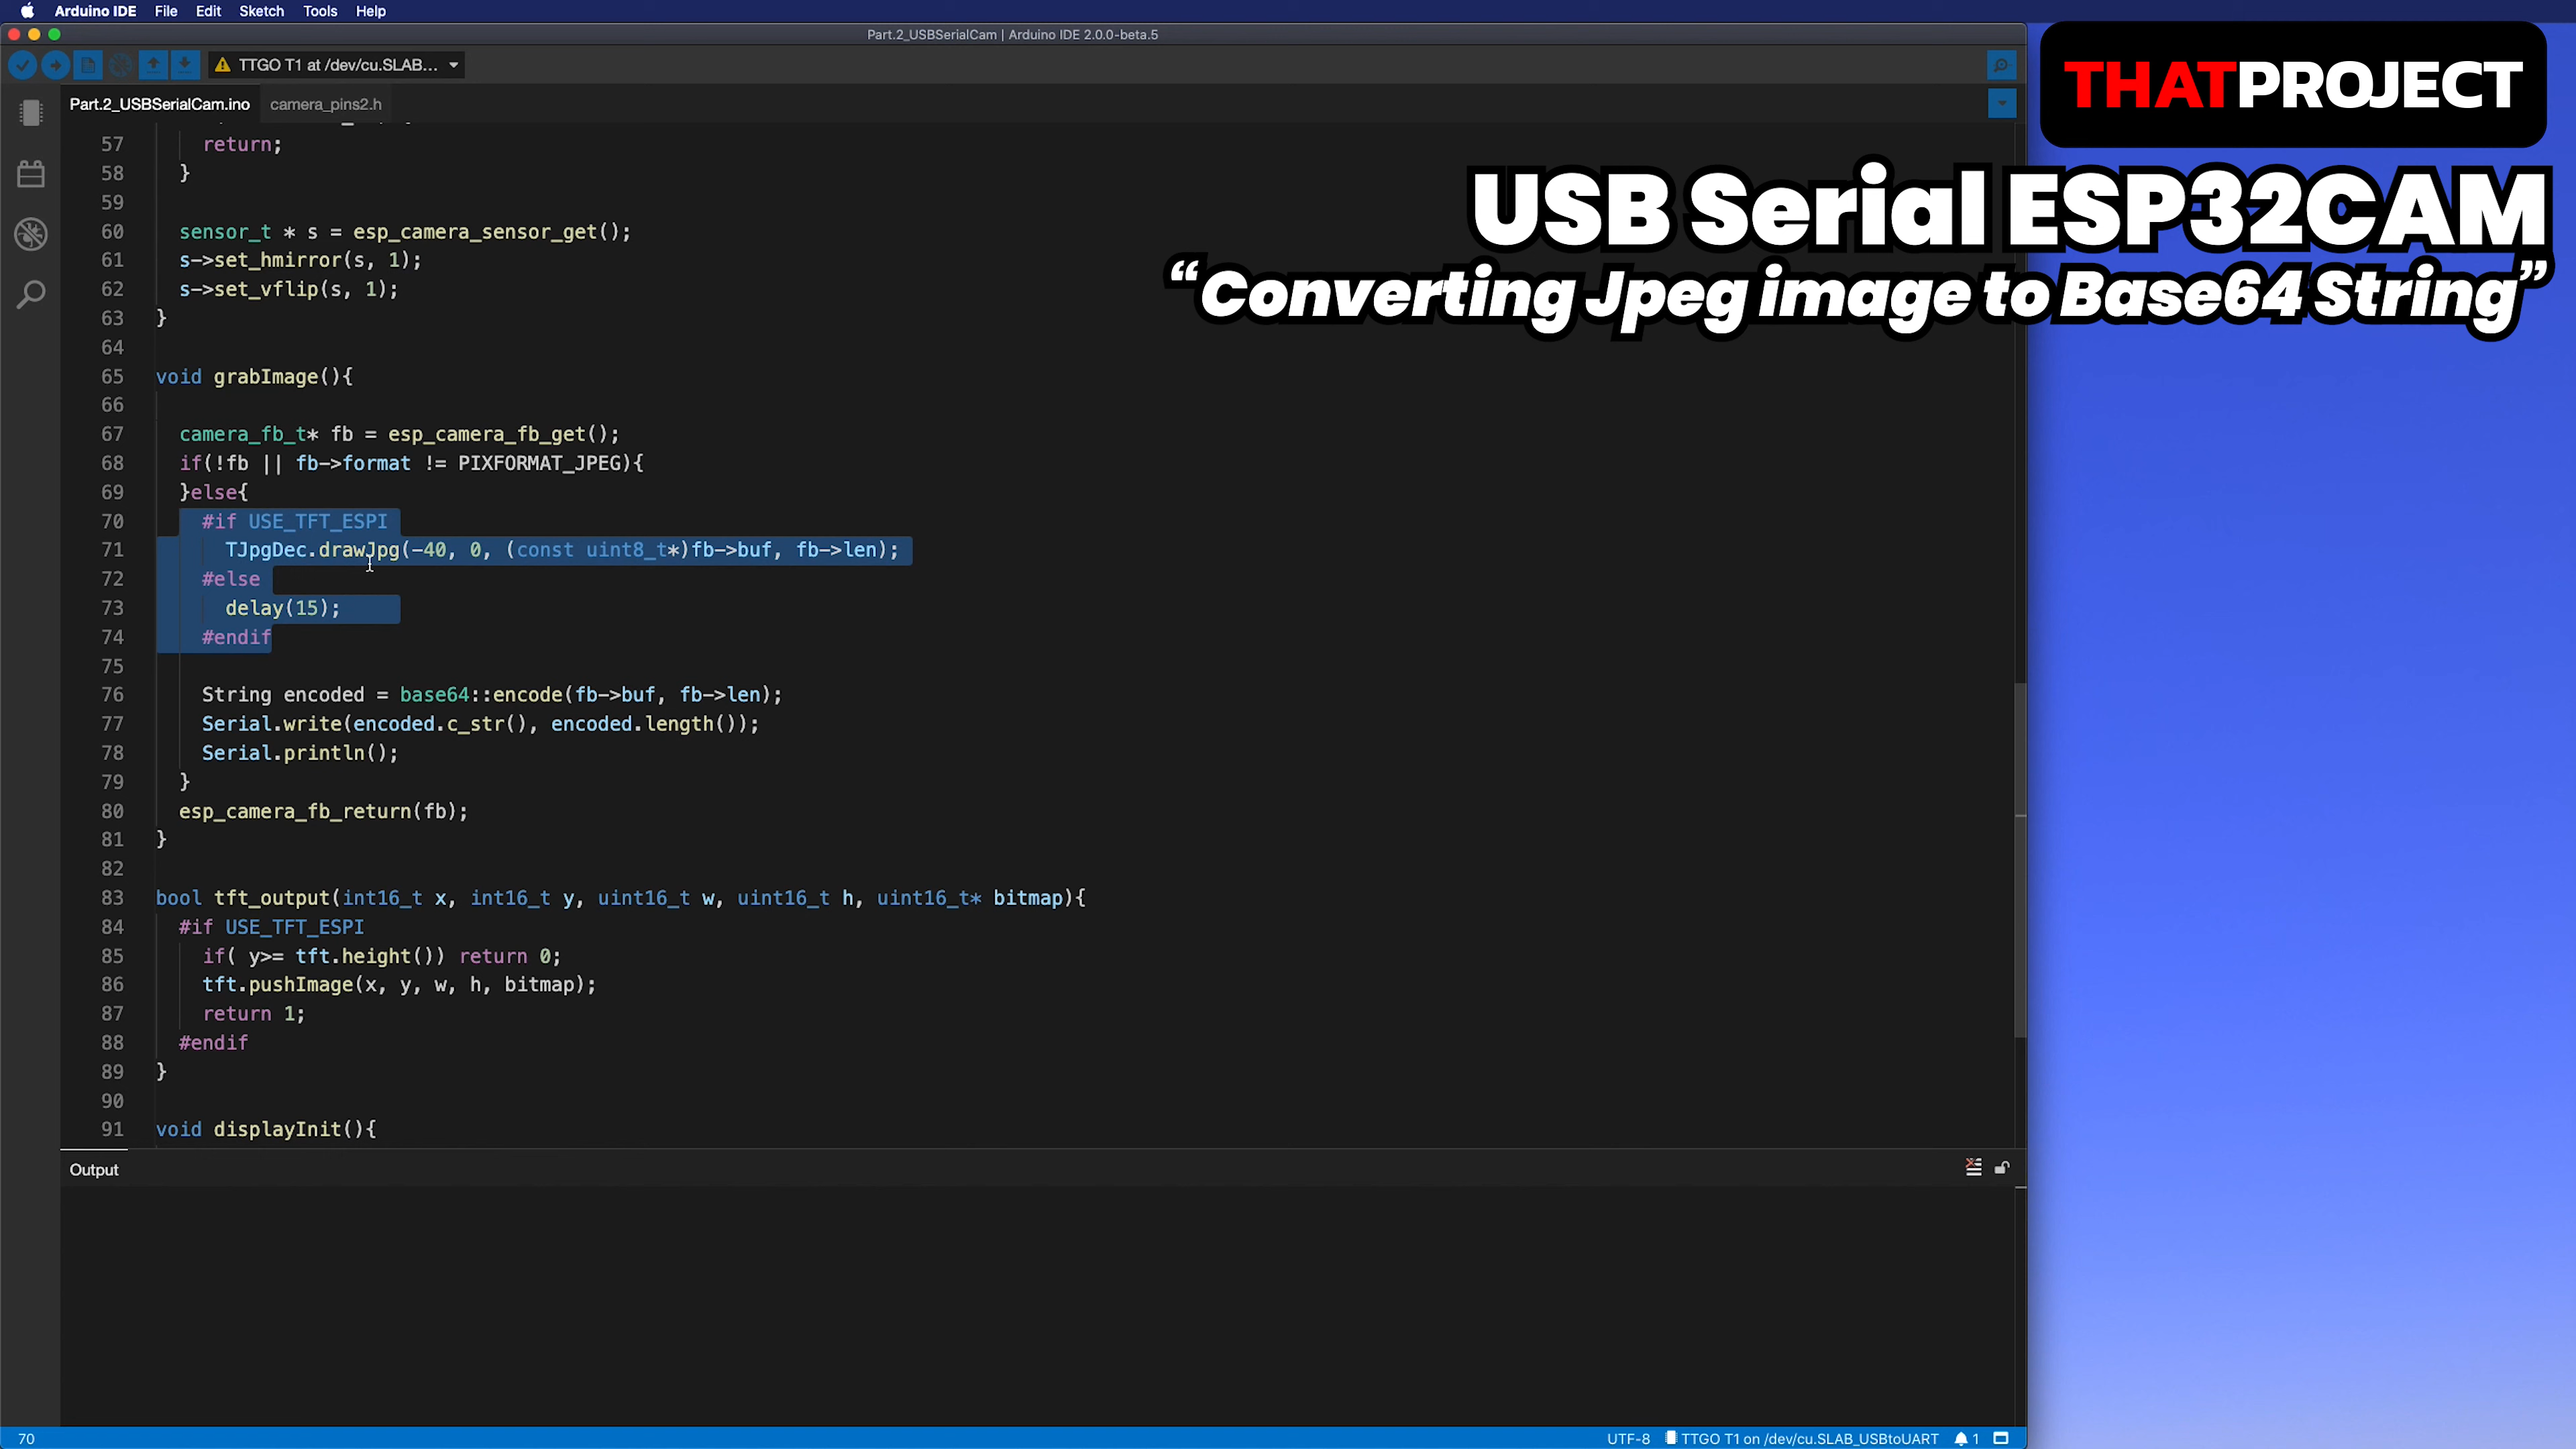 Arduino IDE File Edit Sketch Tools Help
Part.2_USBSerialCam | Arduino IDE 2.0.0-beta.5
TTGO T1 at /dev/cu.SLAB...
THATPROJECT
Part.2_USBSerialCam.ino camera_pins2.h
USB Serial ESP32CAM
“Converting Jpeg image to Base64 String”
57 return;
58 }
59
60 sensor_t * s = esp_camera_sensor_get();
61 s->set_hmirror(s, 1);
62 s->set_vflip(s, 1);
63 }
64
65 void grabImage(){
66
67 camera_fb_t* fb = esp_camera_fb_get();
68 if(!fb || fb->format != PIXFORMAT_JPEG){
69 }else{
70 #if USE_TFT_ESPI
71 TJpgDec.drawJpg(-40, 0, (const uint8_t*)fb->buf, fb->len);
72 #else
73 delay(15);
74 #endif
75
76 String encoded = base64::encode(fb->buf, fb->len);
77 Serial.write(encoded.c_str(), encoded.length());
78 Serial.println();
79 }
80 esp_camera_fb_return(fb);
81 }
82
83 bool tft_output(int16_t x, int16_t y, uint16_t w, uint16_t h, uint16_t* bitmap){
84 #if USE_TFT_ESPI
85 if( y>= tft.height()) return 0;
86 tft.pushImage(x, y, w, h, bitmap);
87 return 1;
88 #endif
89 }
90
91 void displayInit(){
Output
70 UTF-8 TTGO T1 on /dev/cu.SLAB_USBtoUART 1